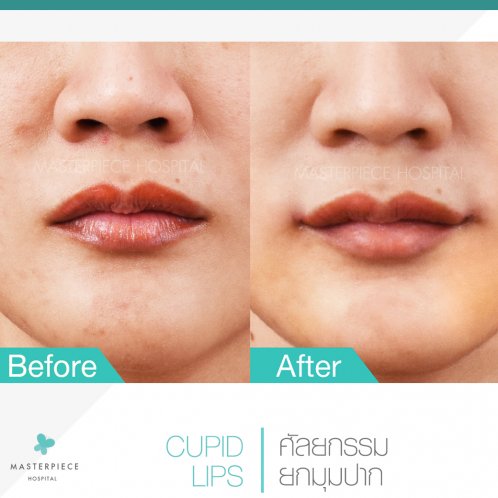 MASTERPIECE HOSPITAL
MASTERPIECE HOSPITAL
Before
After
MASTERPIECE
HOSPITAL
CUPID
LIPS
ศัลยกรรม
ยกมุมปาก